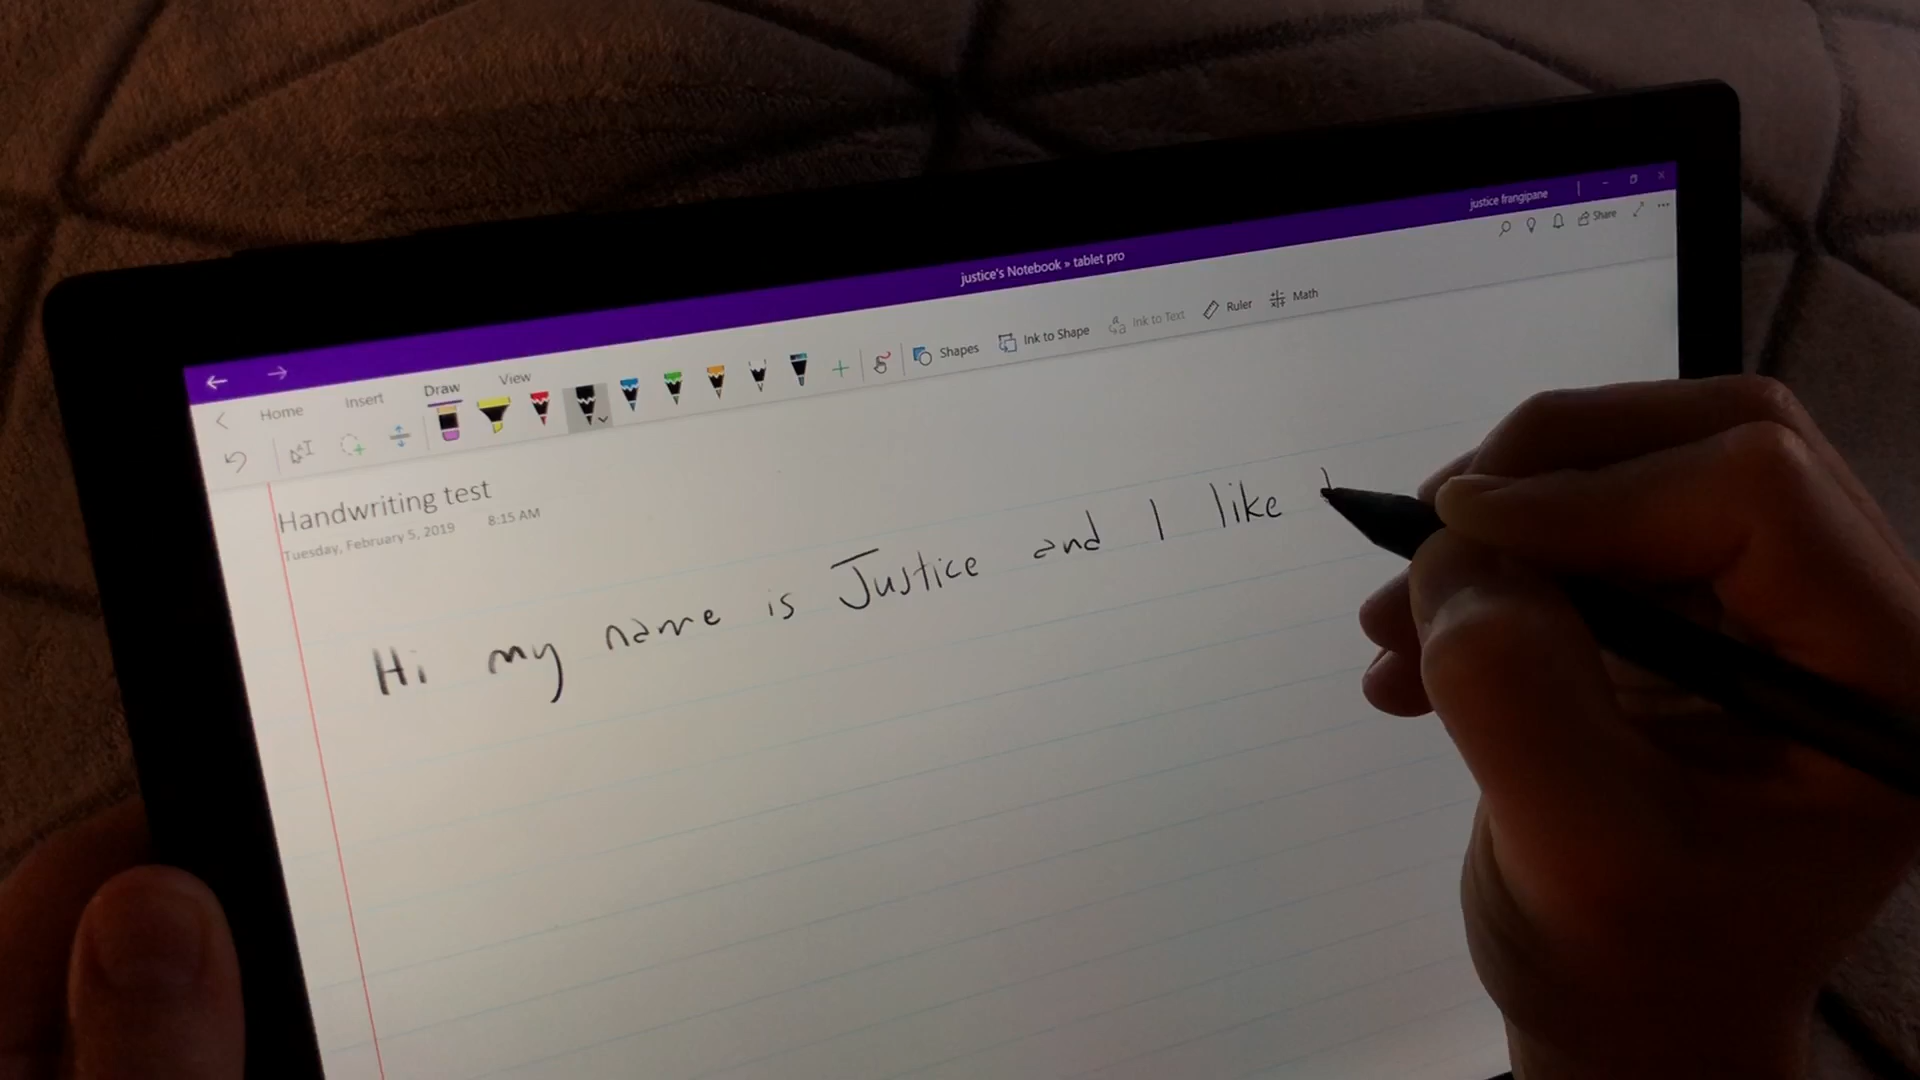 justice frangipane
justice's Notebook » tablet pro
Share
Home Insert Draw View
Shapes Ink to Shape Ink to Text Ruler Math
Handwriting test
Tuesday, February 5, 2019 8:15 AM
Hi my name is Justice and I like